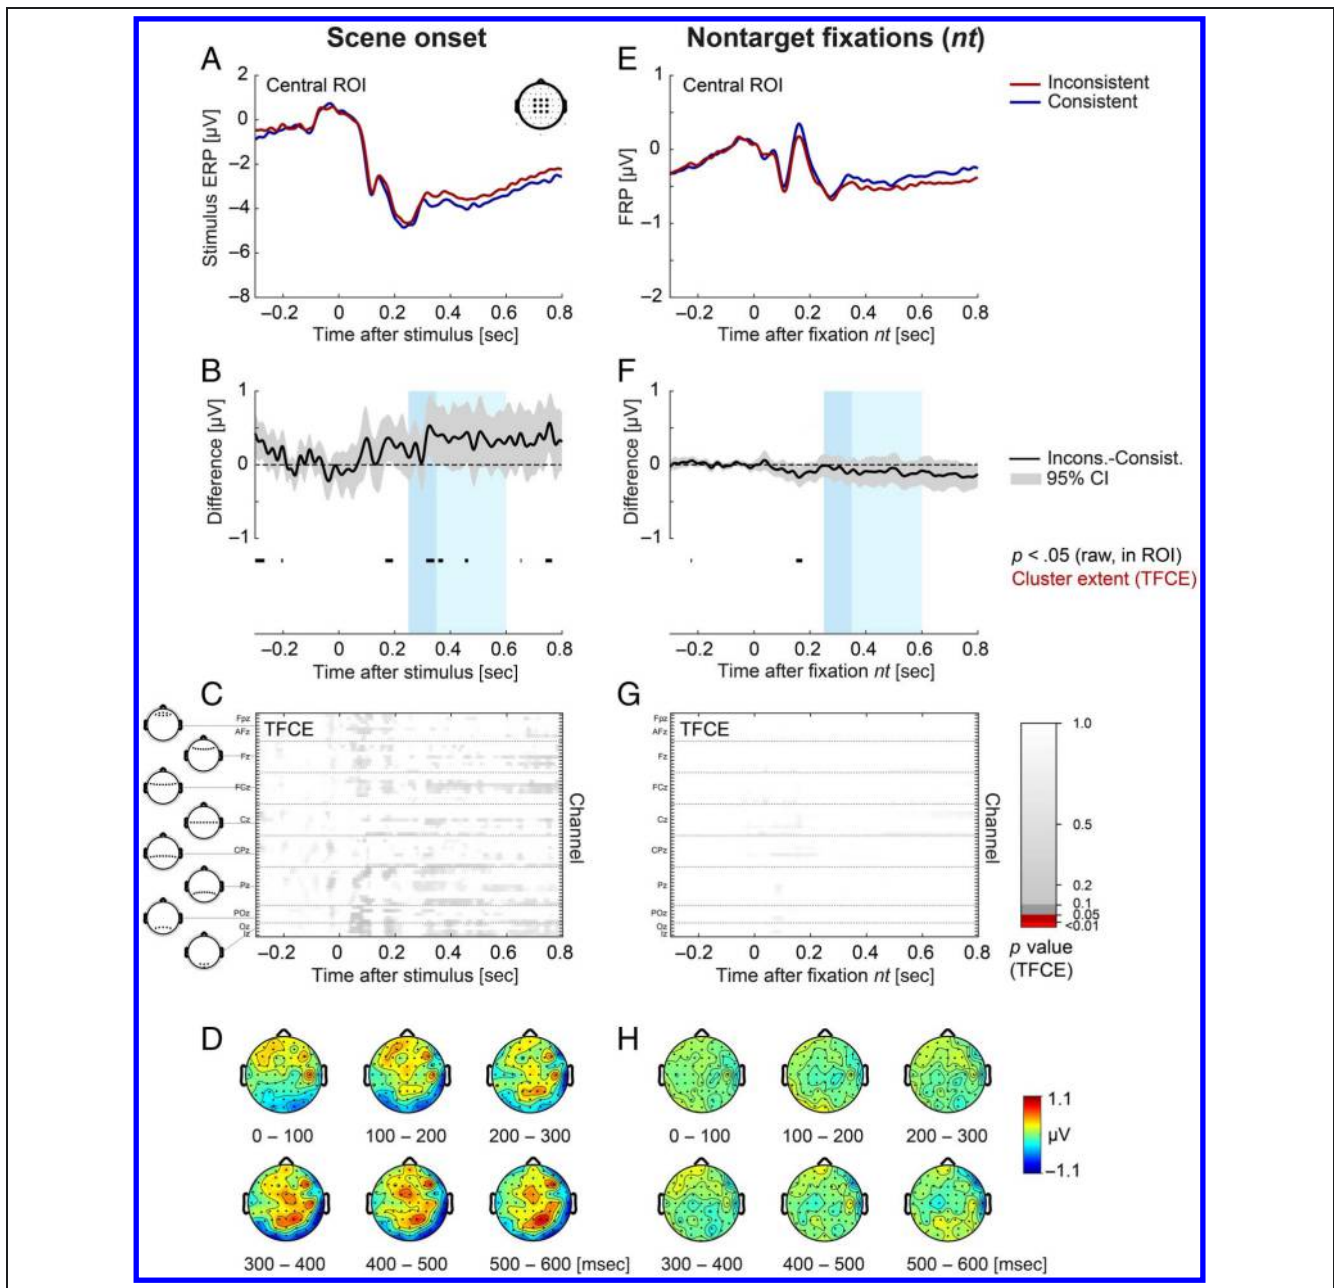 Scene onset
Nontarget fixations (nt)
A
Central ROI
Stimulus ERP [µV]
2
0
−2
−4
−6
−8
−0.2 0 0.2 0.4 0.6 0.8
Time after stimulus [sec]
E
Central ROI
FRP [µV]
1
0
−1
−2
−0.2 0 0.2 0.4 0.6 0.8
Time after fixation nt [sec]
Inconsistent
Consistent
B
Difference [µV]
1
0
−1
−0.2 0 0.2 0.4 0.6 0.8
Time after stimulus [sec]
F
Difference [µV]
1
0
−1
−0.2 0 0.2 0.4 0.6 0.8
Time after fixation nt [sec]
Incons.-Consist.
95% CI
p < .05 (raw, in ROI)
Cluster extent (TFCE)
C
TFCE
Fpz
AFz
Fz
FCz
Cz
CPz
Pz
POz
Oz
Iz
−0.2 0 0.2 0.4 0.6 0.8
Time after stimulus [sec]
Channel
G
TFCE
Fpz
AFz
Fz
FCz
Cz
CPz
Pz
POz
Oz
Iz
−0.2 0 0.2 0.4 0.6 0.8
Time after fixation nt [sec]
Channel
1.0
0.5
0.2
0.1
0.05
<0.01
p value
(TFCE)
D
0 – 100 100 – 200 200 – 300
300 – 400 400 – 500 500 – 600 [msec]
H
0 – 100 100 – 200 200 – 300
300 – 400 400 – 500 500 – 600 [msec]
1.1
µV
−1.1